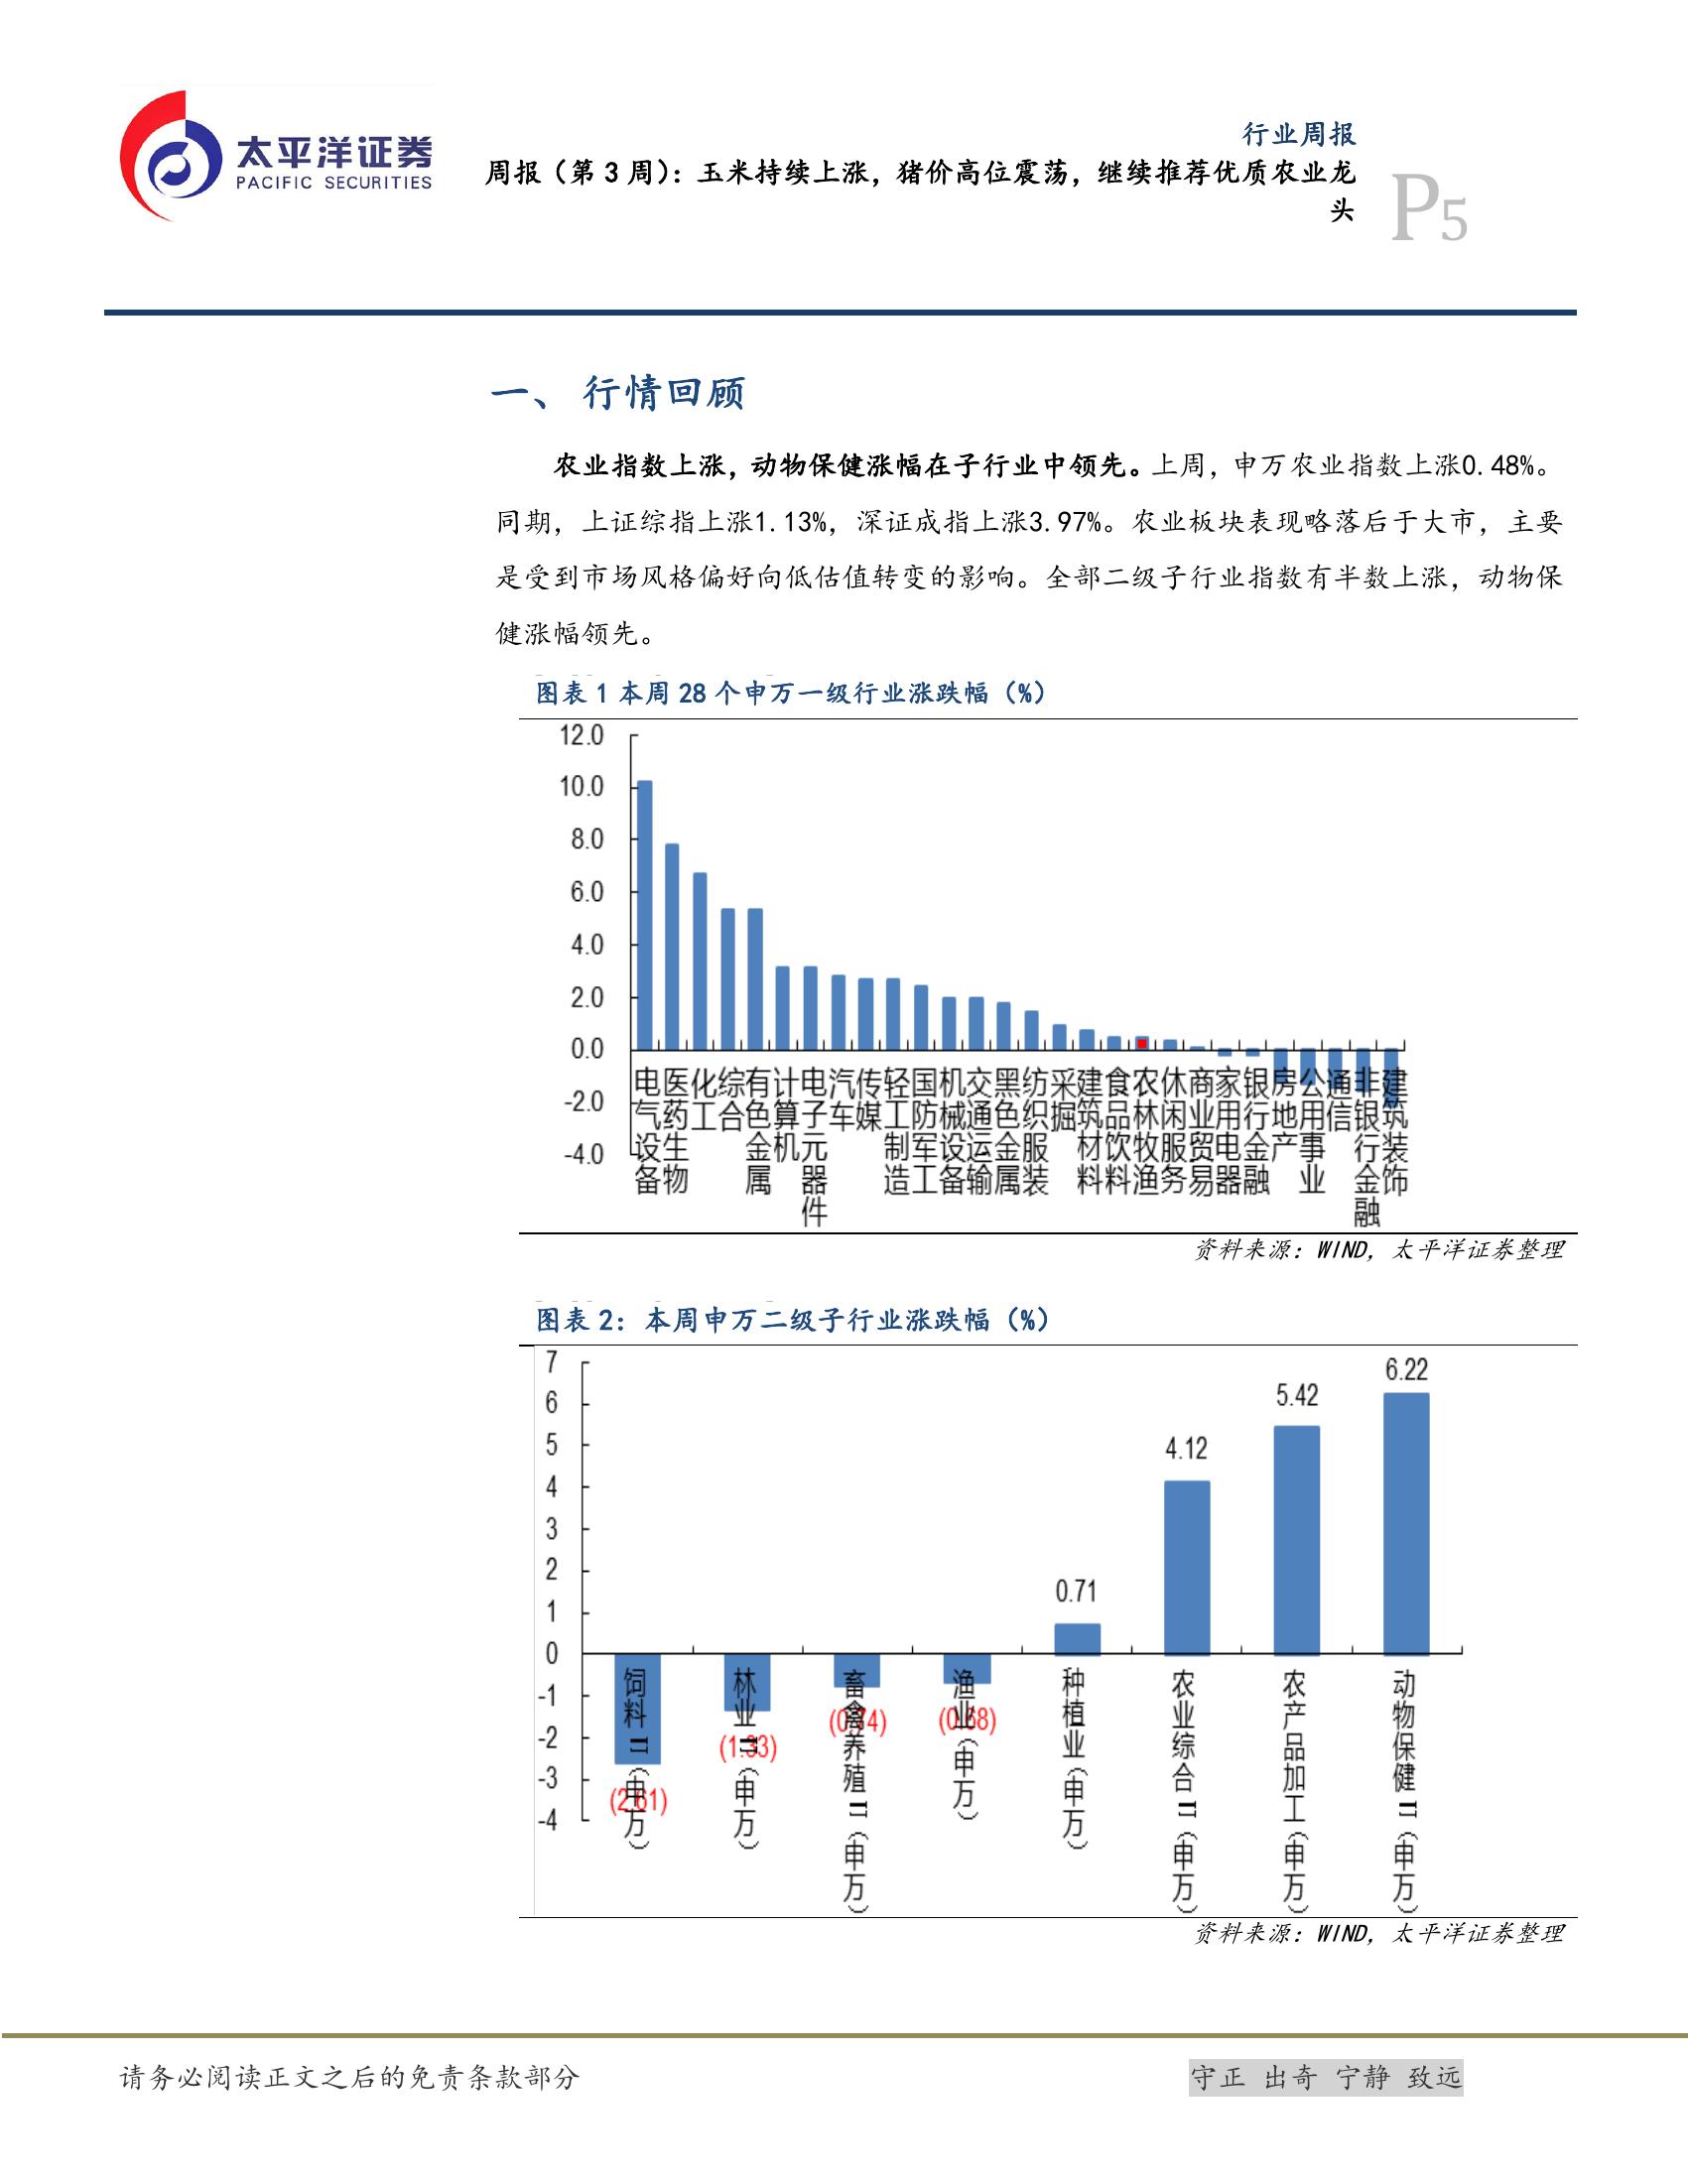 太平洋证券
PACIFIC SECURITIES
行业周报
周报（第 3 周）：玉米持续上涨，猪价高位震荡，继续推荐优质农业龙
头
P5
一、 行情回顾
农业指数上涨，动物保健涨幅在子行业中领先。上周，申万农业指数上涨0.48%。
同期，上证综指上涨1.13%，深证成指上涨3.97%。农业板块表现略落后于大市，主要
是受到市场风格偏好向低估值转变的影响。全部二级子行业指数有半数上涨，动物保
健涨幅领先。
图表 1 本周 28 个申万一级行业涨跌幅（%）
12.0
10.0
8.0
6.0
4.0
2.0
0.0
-2.0
-4.0
电气设备
医药生物
化工
综合
有色金属
计算机
电子元器件
汽车
传媒
轻工制造
国防军工
机械设备
交通运输
黑色金属
纺织服装
采掘
建筑材料
食品饮料
农林牧渔
休闲服务
商业贸易
家用电器
银行金融
房地产
公用事业
通信
非银行金融
建筑装饰
资料来源：WIND，太平洋证券整理
图表 2：本周申万二级子行业涨跌幅（%）
7
6
5
4
3
2
1
0
-1
-2
-3
-4
(2.61)
(1.33)
(0.74)
(0.68)
0.71
4.12
5.42
6.22
饲料II（申万）
林业II（申万）
畜禽养殖II（申万）
渔业（申万）
种植业（申万）
农业综合II（申万）
农产品加工（申万）
动物保健II（申万）
资料来源：WIND，太平洋证券整理
请务必阅读正文之后的免责条款部分
守正 出奇 宁静 致远